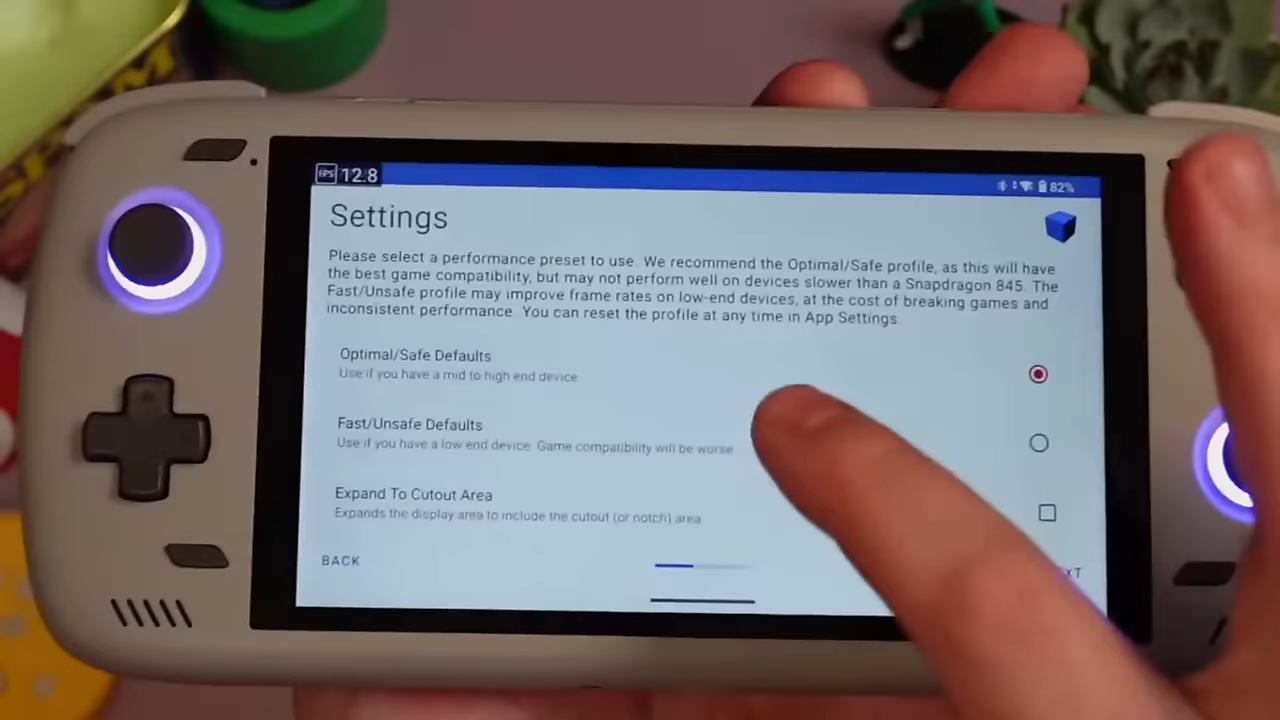 FPS 12.8
82%
Settings
Please select a performance preset to use. We recommend the Optimal/Safe profile, as this will have
the best game compatibility, but may not perform well on devices slower than a Snapdragon 845. The
Fast/Unsafe profile may improve frame rates on low-end devices, at the cost of breaking games and
inconsistent performance. You can reset the profile at any time in App Settings.
Optimal/Safe Defaults
Use if you have a mid to high end device
Fast/Unsafe Defaults
Use if you have a low end device. Game compatibility will be worse
Expand To Cutout Area
Expands the display area to include the cutout (or notch) area
BACK